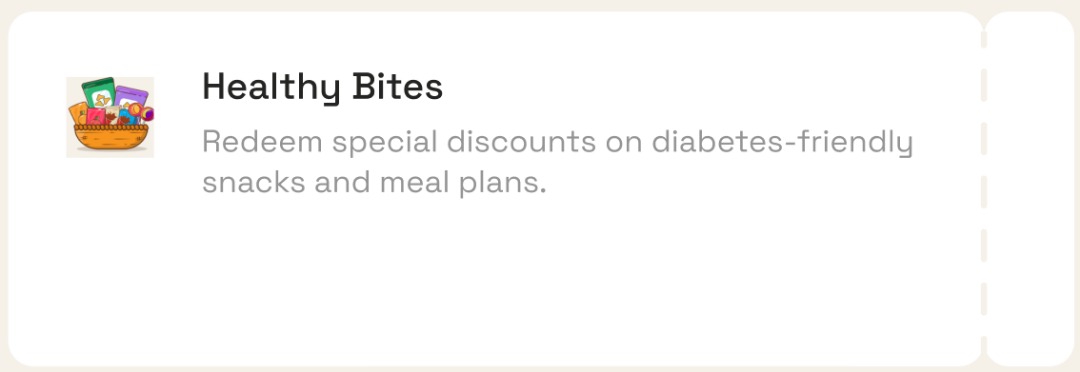 Healthy Bites
Redeem special discounts on diabetes-friendly
snacks and meal plans.